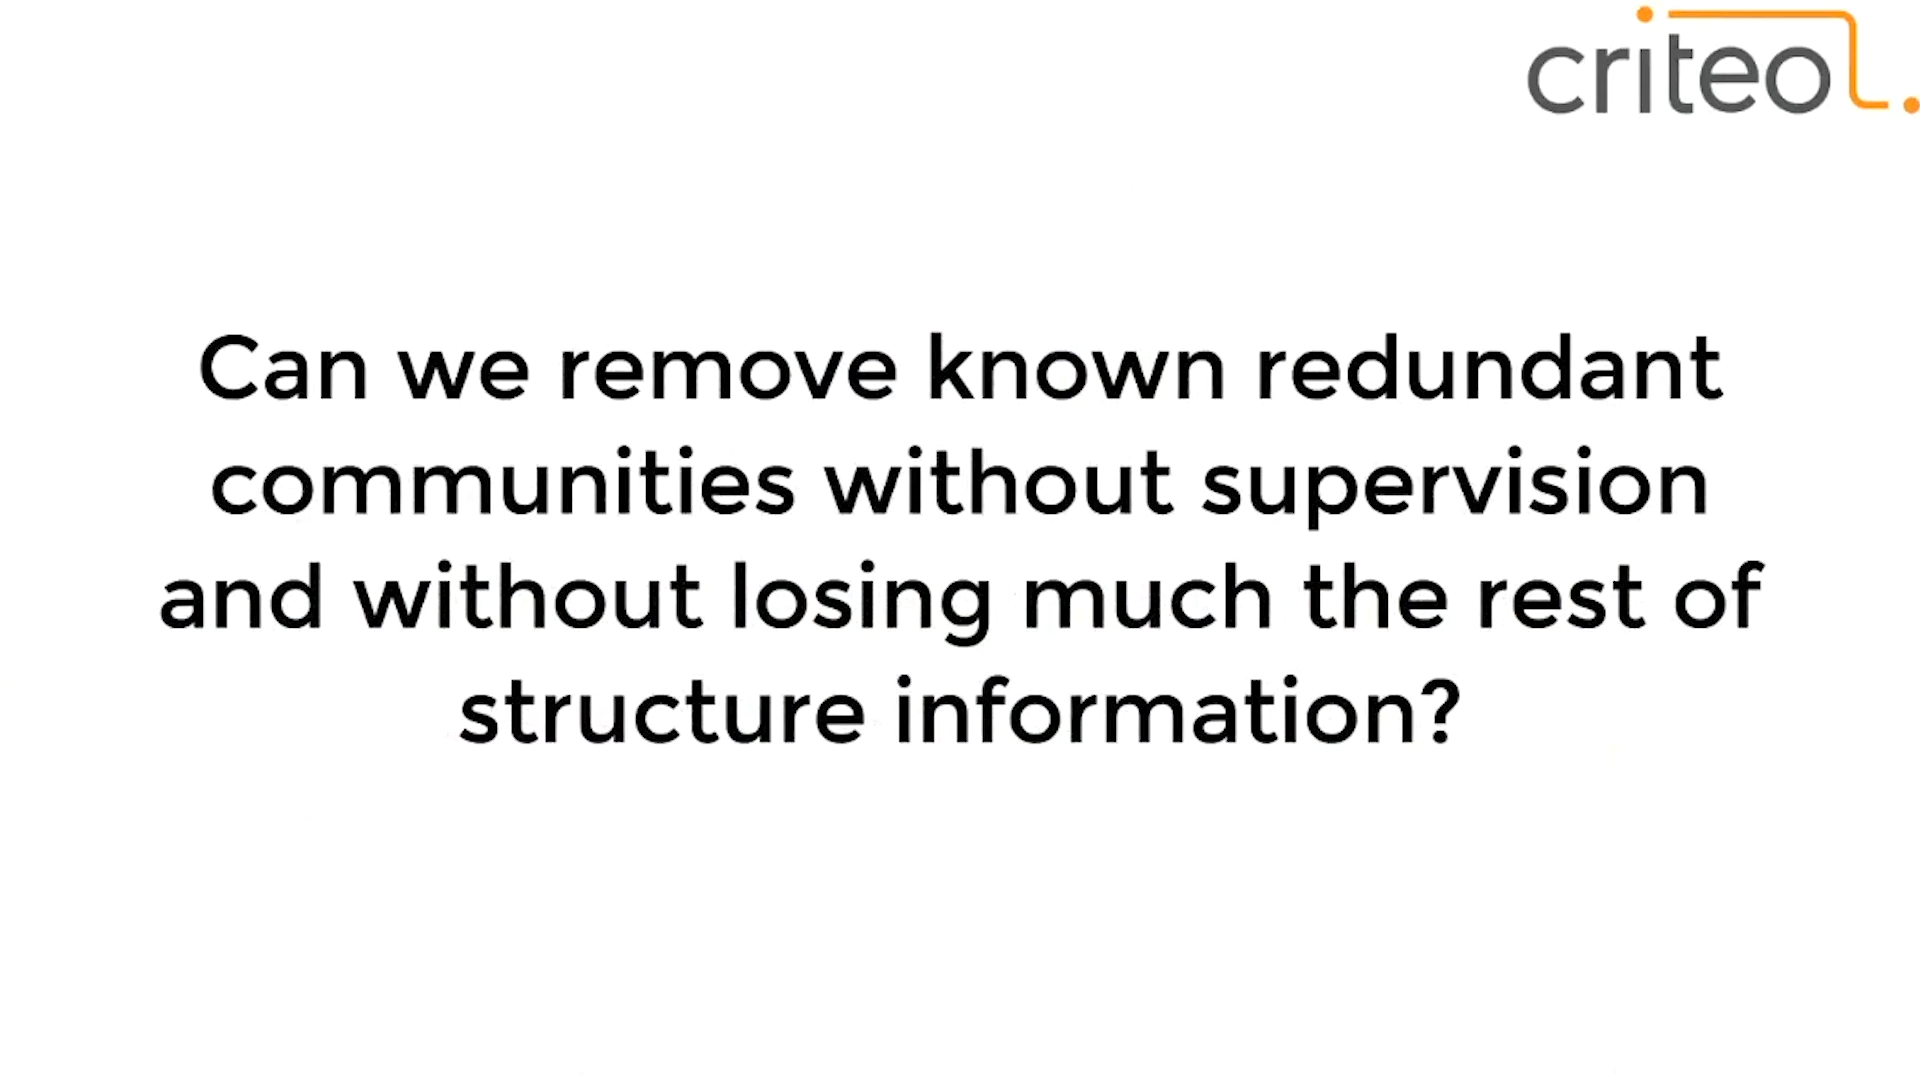 criteo
Can we remove known redundant
communities without supervision
and without losing much the rest of
structure information?